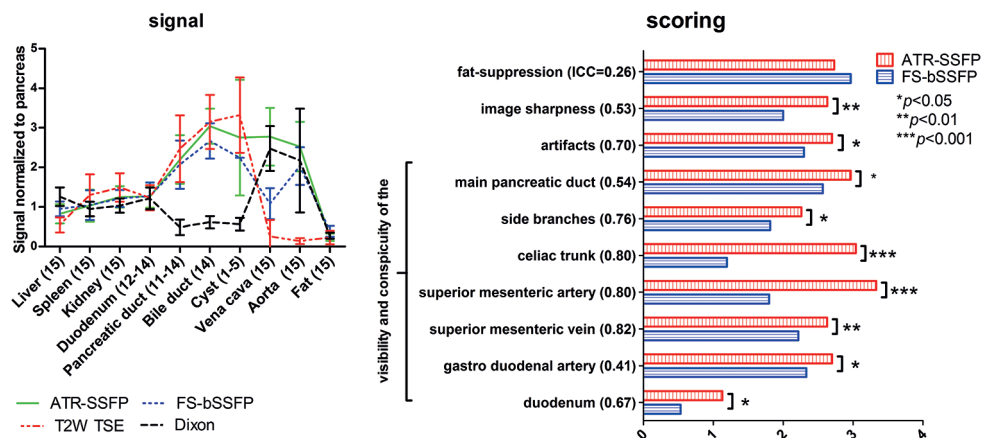 signal
Signal normalized to pancreas
5
4
3
2
1
0
Liver (15)
Spleen (15)
Kidney (15)
Duodenum (12-14)
Pancreatic duct (11-14)
Bile duct (14)
Cyst (1-5)
Vena cava (15)
Aorta (15)
Fat (15)
ATR-SSFP
FS-bSSFP
T2W TSE
Dixon
scoring
ATR-SSFP
FS-bSSFP
*p<0.05
**p<0.01
***p<0.001
fat-suppression (ICC=0.26)
image sharpness (0.53)
**
artifacts (0.70)
*
visibility and conspicuity of the
main pancreatic duct (0.54)
*
side branches (0.76)
*
celiac trunk (0.80)
***
superior mesenteric artery (0.80)
***
superior mesenteric vein (0.82)
**
gastro duodenal artery (0.41)
*
duodenum (0.67)
*
0
1
2
3
4